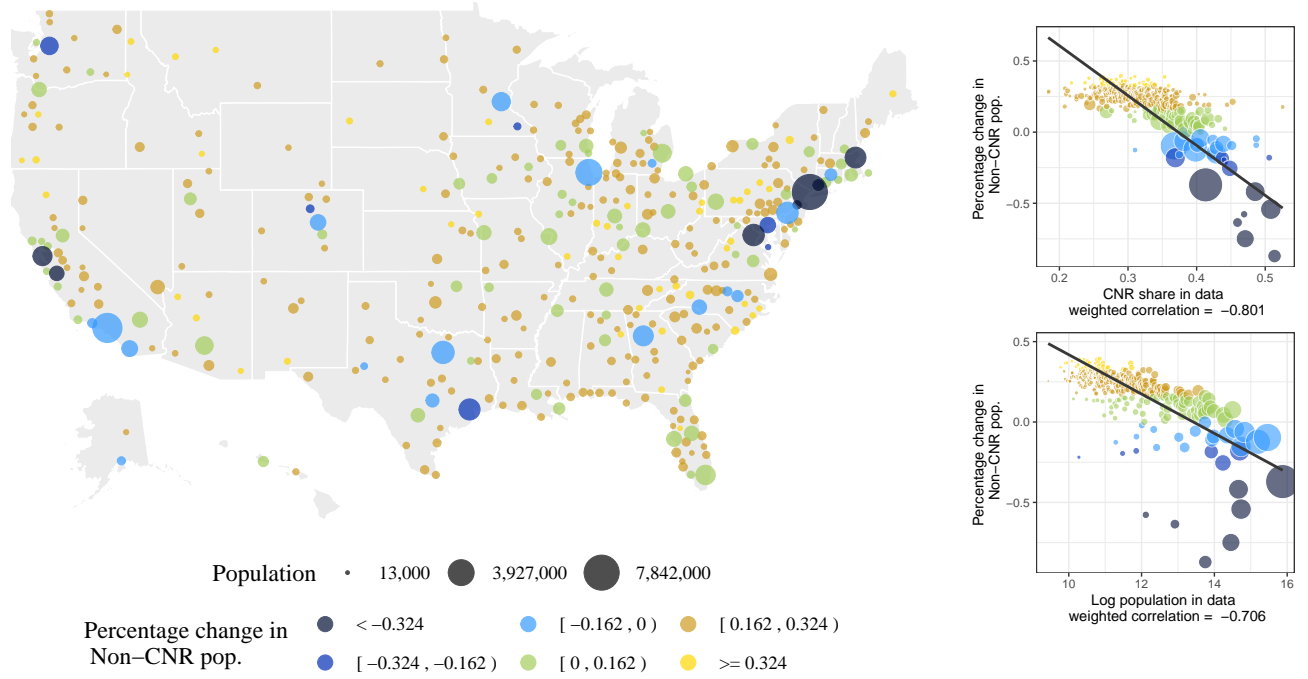 Population 13,000 3,927,000 7,842,000
Percentage change in
Non−CNR pop.
< −0.324 [ −0.162 , 0 ) [ 0.162 , 0.324 )
[ −0.324 , −0.162 ) [ 0 , 0.162 ) >= 0.324
Percentage change in
Non−CNR pop.
0.5
0.0
−0.5
0.2 0.3 0.4 0.5
CNR share in data
weighted correlation = −0.801
Percentage change in
Non−CNR pop.
0.5
0.0
−0.5
10 12 14 16
Log population in data
weighted correlation = −0.706